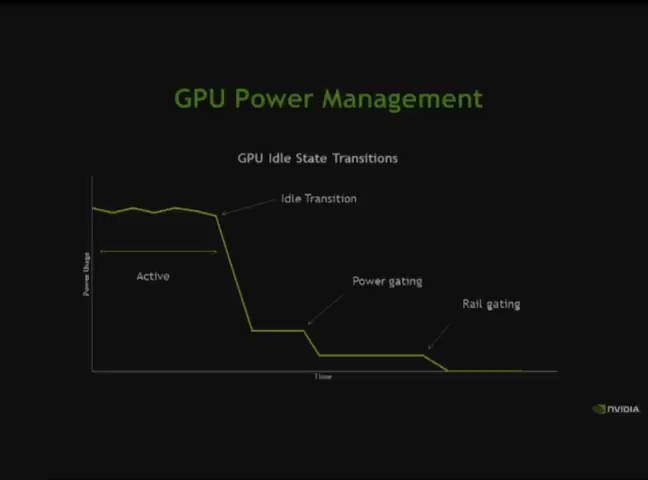 GPU Power Management
GPU Idle State Transitions
Idle Transition
Active
Power gating
Rail gating
Power Usage
Time
NVIDIA